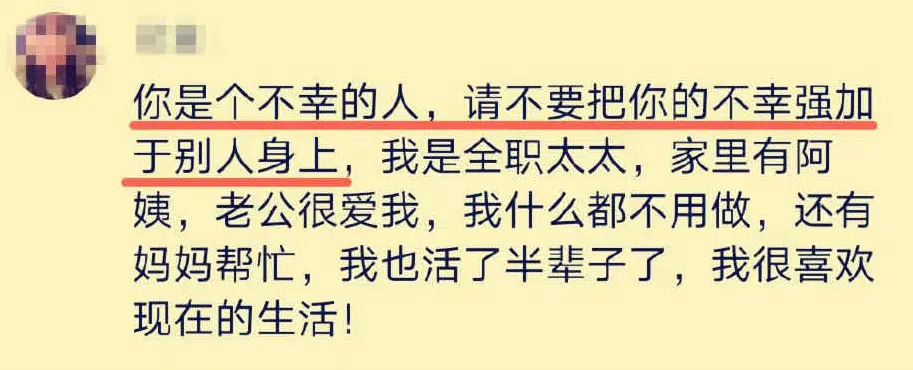 你是个不幸的人，请不要把你的不幸强加
于别人身上，我是全职太太，家里有阿
姨，老公很爱我，我什么都不用做，还有
妈妈帮忙，我也活了半辈子了，我很喜欢
现在的生活！